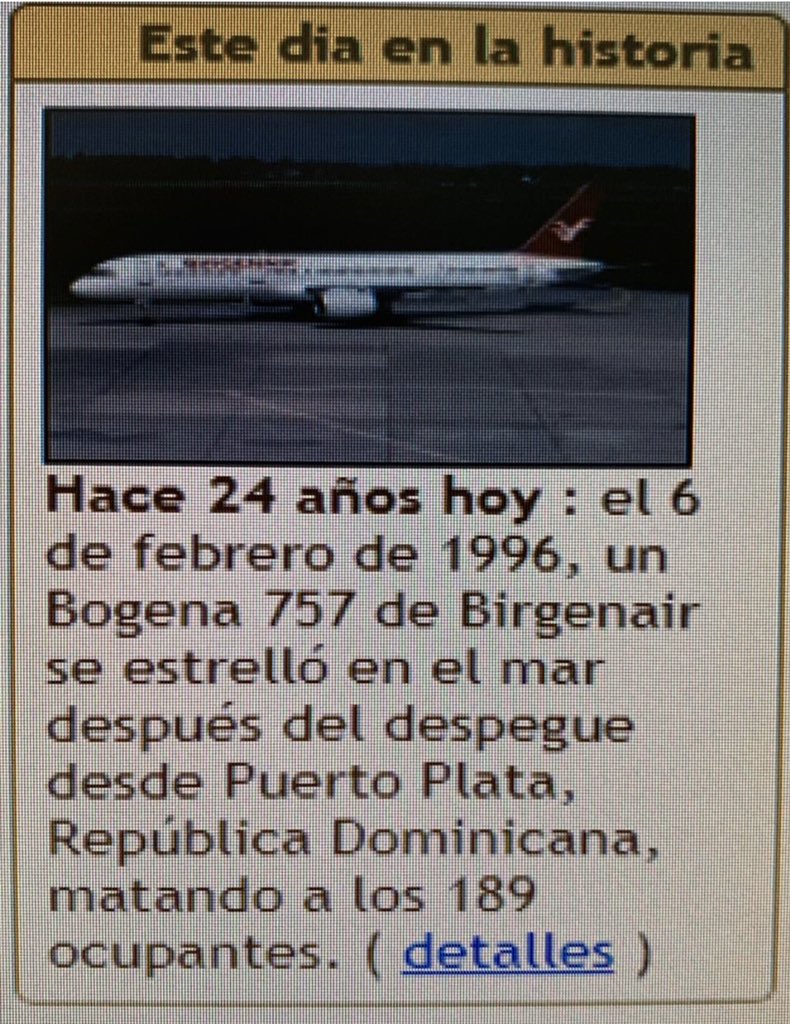 Este dia en la historia
BIRGENAIR
Hace 24 años hoy : el 6
de febrero de 1996, un
Bogena 757 de Birgenair
se estrelló en el mar
después del despegue
desde Puerto Plata,
República Dominicana,
matando a los 189
ocupantes. ( detalles )